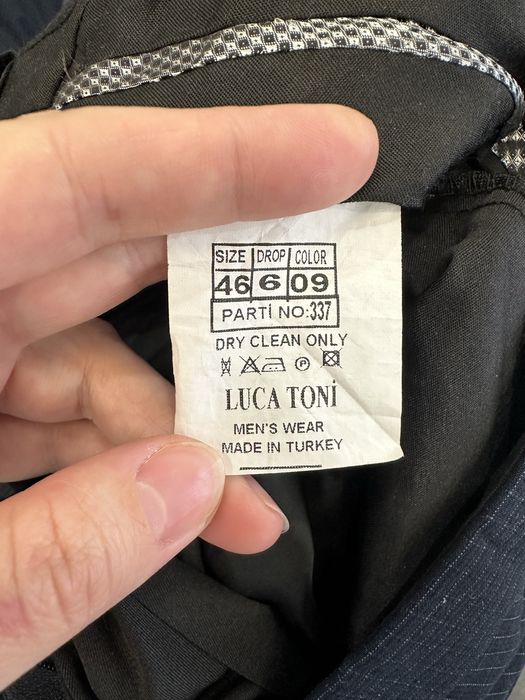 SIZE DROP COLOR
46 6 09
PARTİ NO:337
DRY CLEAN ONLY
P
LUCA TONİ
MEN'S WEAR
MADE IN TURKEY